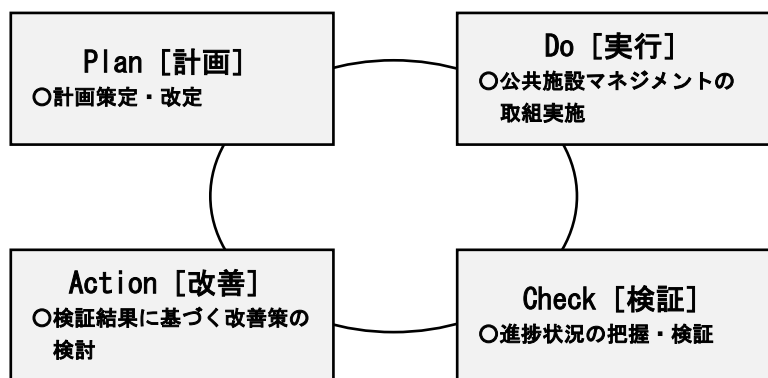 Plan [計画]
○計画策定・改定
Do [実行]
○公共施設マネジメントの
取組実施
Action [改善]
○検証結果に基づく改善策の
検討
Check [検証]
○進捗状況の把握・検証